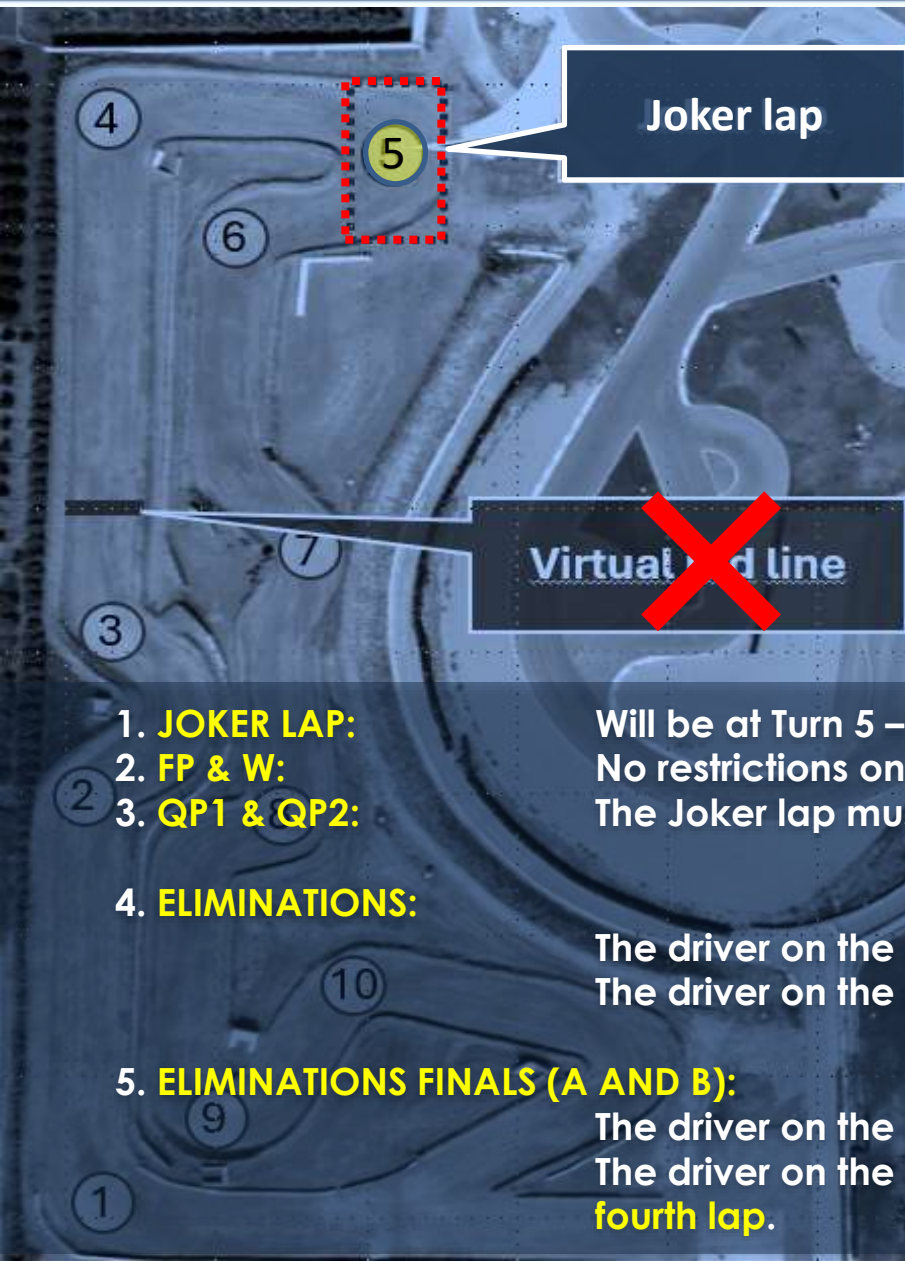 4
5
Joker lap
6
7
Virtual line
3
1. JOKER LAP: Will be at Turn 5 –
2. FP & W: No restrictions on
2
3. QP1 & QP2: The Joker lap mu
8
4. ELIMINATIONS:
The driver on the
10
The driver on the
5. ELIMINATIONS FINALS (A AND B):
9
The driver on the
The driver on the
1
fourth lap.